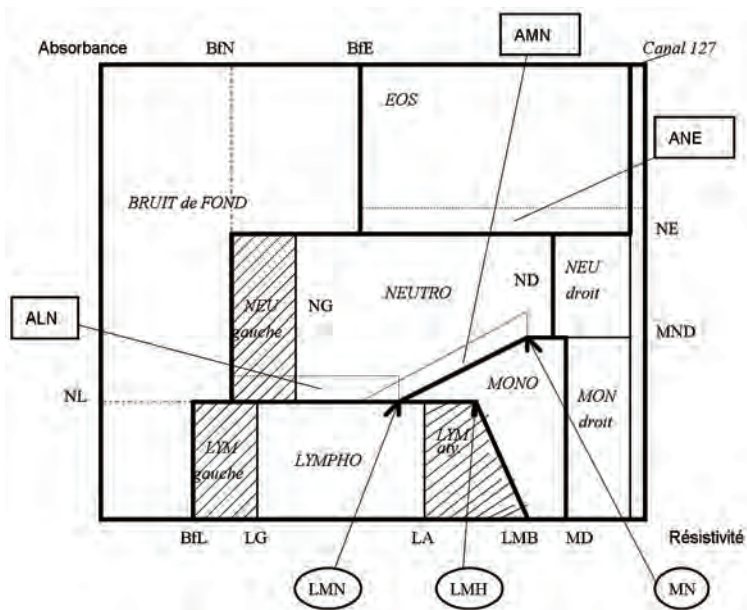 AMN
Absorbance BfN BfE Canal 127
EOS
ANE
BRUIT de FOND
NE
ND NEU
droit
NEU
gauche NG NEUTRO
ALN
MND
NL
MONO
MON
droit
LYM
gauche LYMPHO LYM
aty.
BfL LG LA LMB MD Résistivité
LMN LMH MN